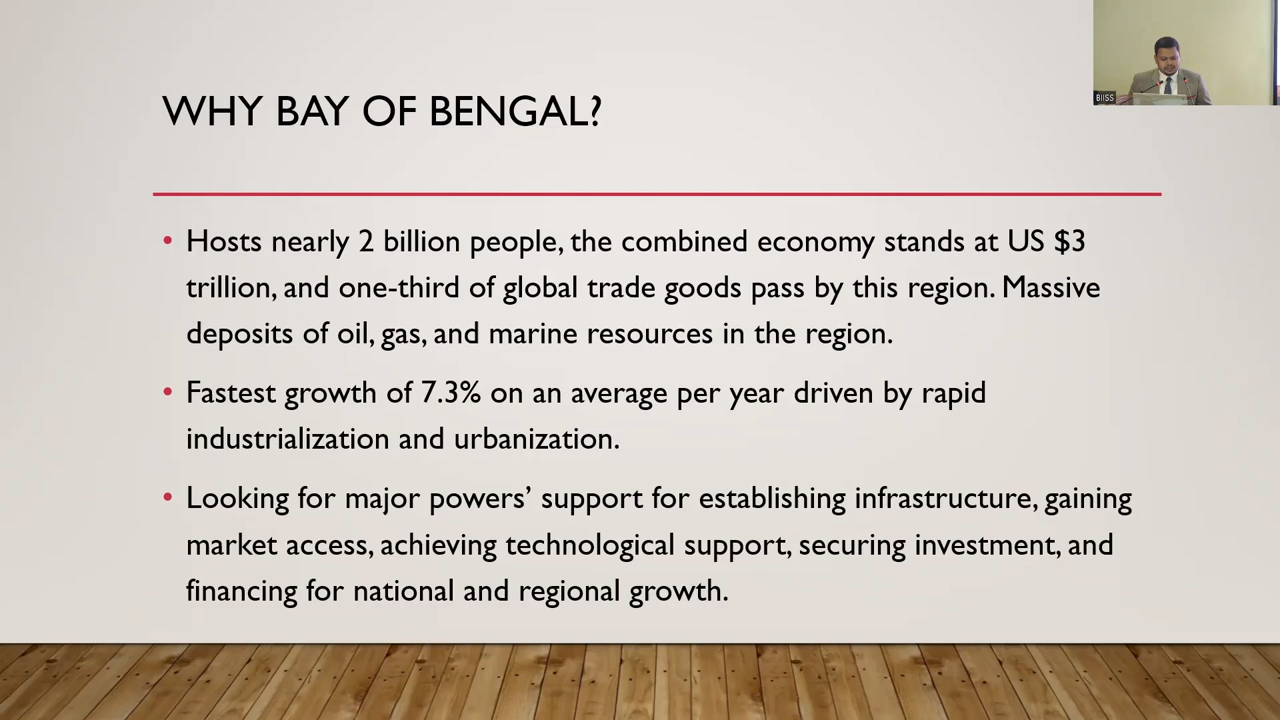 WHY BAY OF BENGAL?
• Hosts nearly 2 billion people, the combined economy stands at US $3
trillion, and one-third of global trade goods pass by this region. Massive
deposits of oil, gas, and marine resources in the region.
• Fastest growth of 7.3% on an average per year driven by rapid
industrialization and urbanization.
• Looking for major powers’ support for establishing infrastructure, gaining
market access, achieving technological support, securing investment, and
financing for national and regional growth.
BIISS